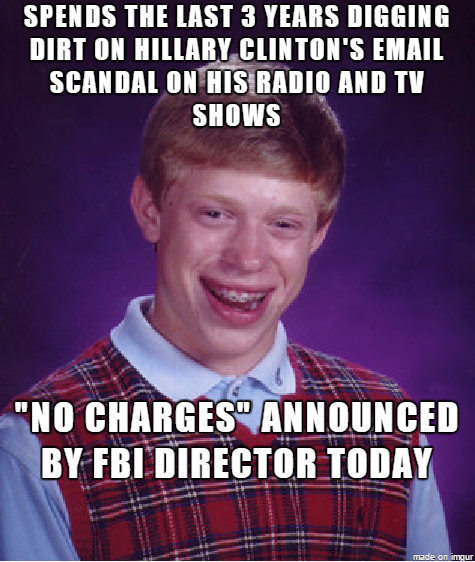 SPENDS THE LAST 3 YEARS DIGGING
DIRT ON HILLARY CLINTON'S EMAIL
SCANDAL ON HIS RADIO AND TV
SHOWS
"NO CHARGES" ANNOUNCED
BY FBI DIRECTOR TODAY
made on imgur